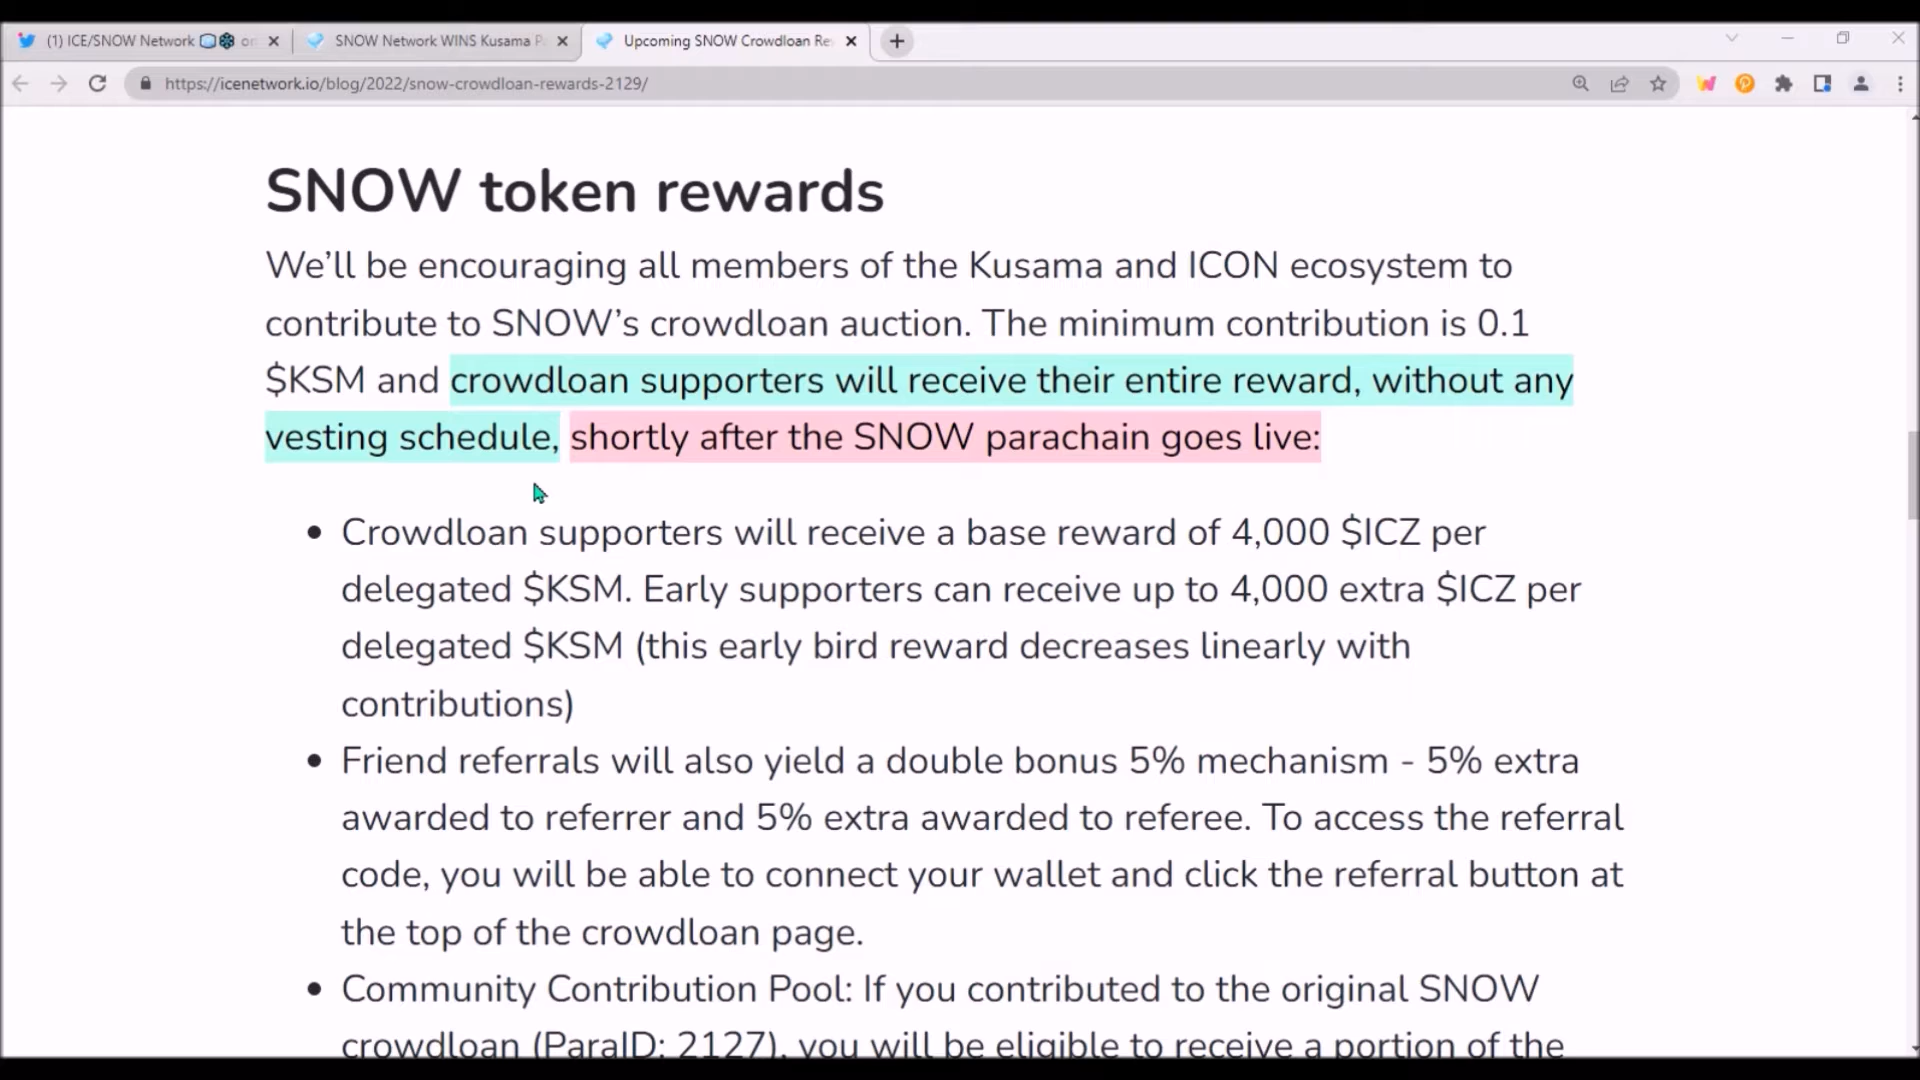 (1) ICE/SNOW Network
SNOW Network WINS Kusama
Upcoming SNOW Crowdloan Re
https://icenetwork.io/blog/2022/snow-crowdloan-rewards-2129/
SNOW token rewards
We’ll be encouraging all members of the Kusama and ICON ecosystem to
contribute to SNOW’s crowdloan auction. The minimum contribution is 0.1
$KSM and crowdloan supporters will receive their entire reward, without any
vesting schedule, shortly after the SNOW parachain goes live:
• Crowdloan supporters will receive a base reward of 4,000 $ICZ per
delegated $KSM. Early supporters can receive up to 4,000 extra $ICZ per
delegated $KSM (this early bird reward decreases linearly with
contributions)
• Friend referrals will also yield a double bonus 5% mechanism - 5% extra
awarded to referrer and 5% extra awarded to referee. To access the referral
code, you will be able to connect your wallet and click the referral button at
the top of the crowdloan page.
• Community Contribution Pool: If you contributed to the original SNOW
crowdloan (ParaID: 2127), you will be eligible to receive a portion of the